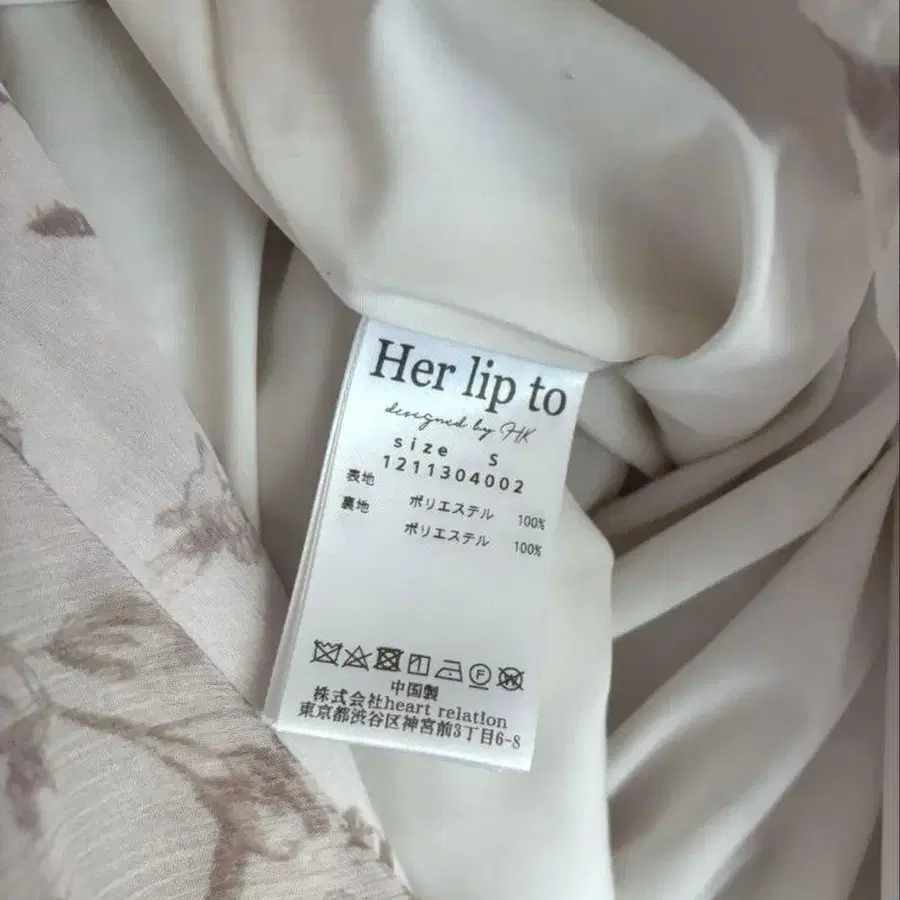 Her lip to
designed by HK
size S
1211304002
表地 ポリエステル 100%
裏地 ポリエステル 100%
中国製
株式会社heart relation
東京都渋谷区神宮前3丁目6-8